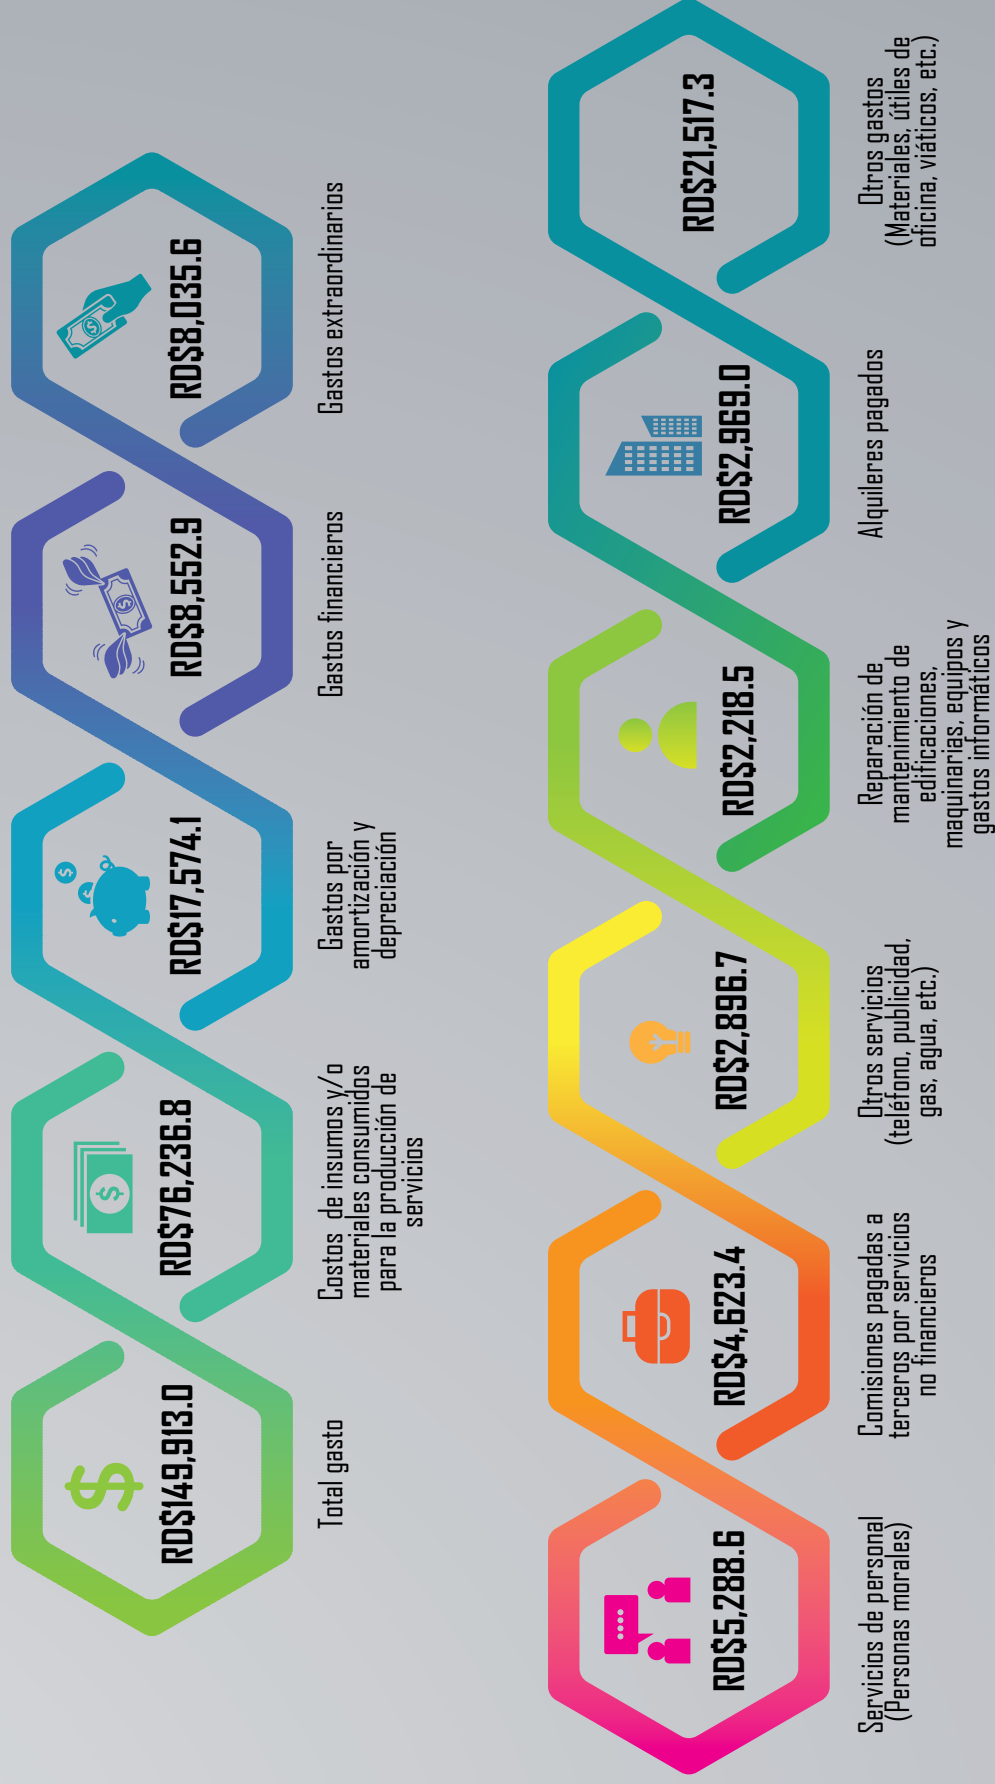 RD$149,913.0
Total gasto
RD$76,236.8
Costos de insumos y/o
materiales consumidos
para la producción de
servicios
RD$17,574.1
Gastos por
amortización y
depreciación
RD$8,552.9
Gastos financieros
RD$8,035.6
Gastos extraordinarios
RD$5,288.6
Servicios de personal
(Personas morales)
RD$4,623.4
Comisiones pagadas a
terceros por servicios
no financieros
RD$2,896.7
Otros servicios
(teléfono, publicidad,
gas, agua, etc.)
RD$2,218.5
Reparación de
mantenimiento de
edificaciones,
maquinarias, equipos y
gastos informáticos
RD$2,969.0
Alquileres pagados
RD$21,517.3
Otros gastos
(Materiales, útiles de
oficina, viáticos, etc.)